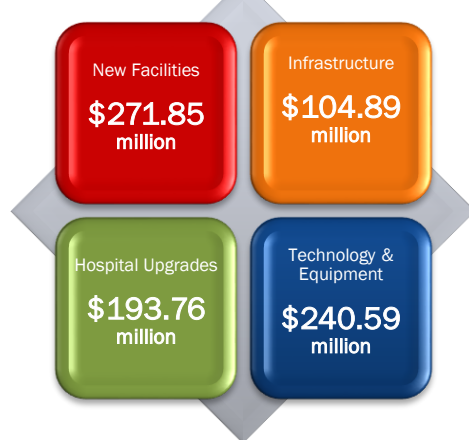 New Facilities
$271.85
million
Infrastructure
$104.89
million
Hospital Upgrades
$193.76
million
Technology &
Equipment
$240.59
million